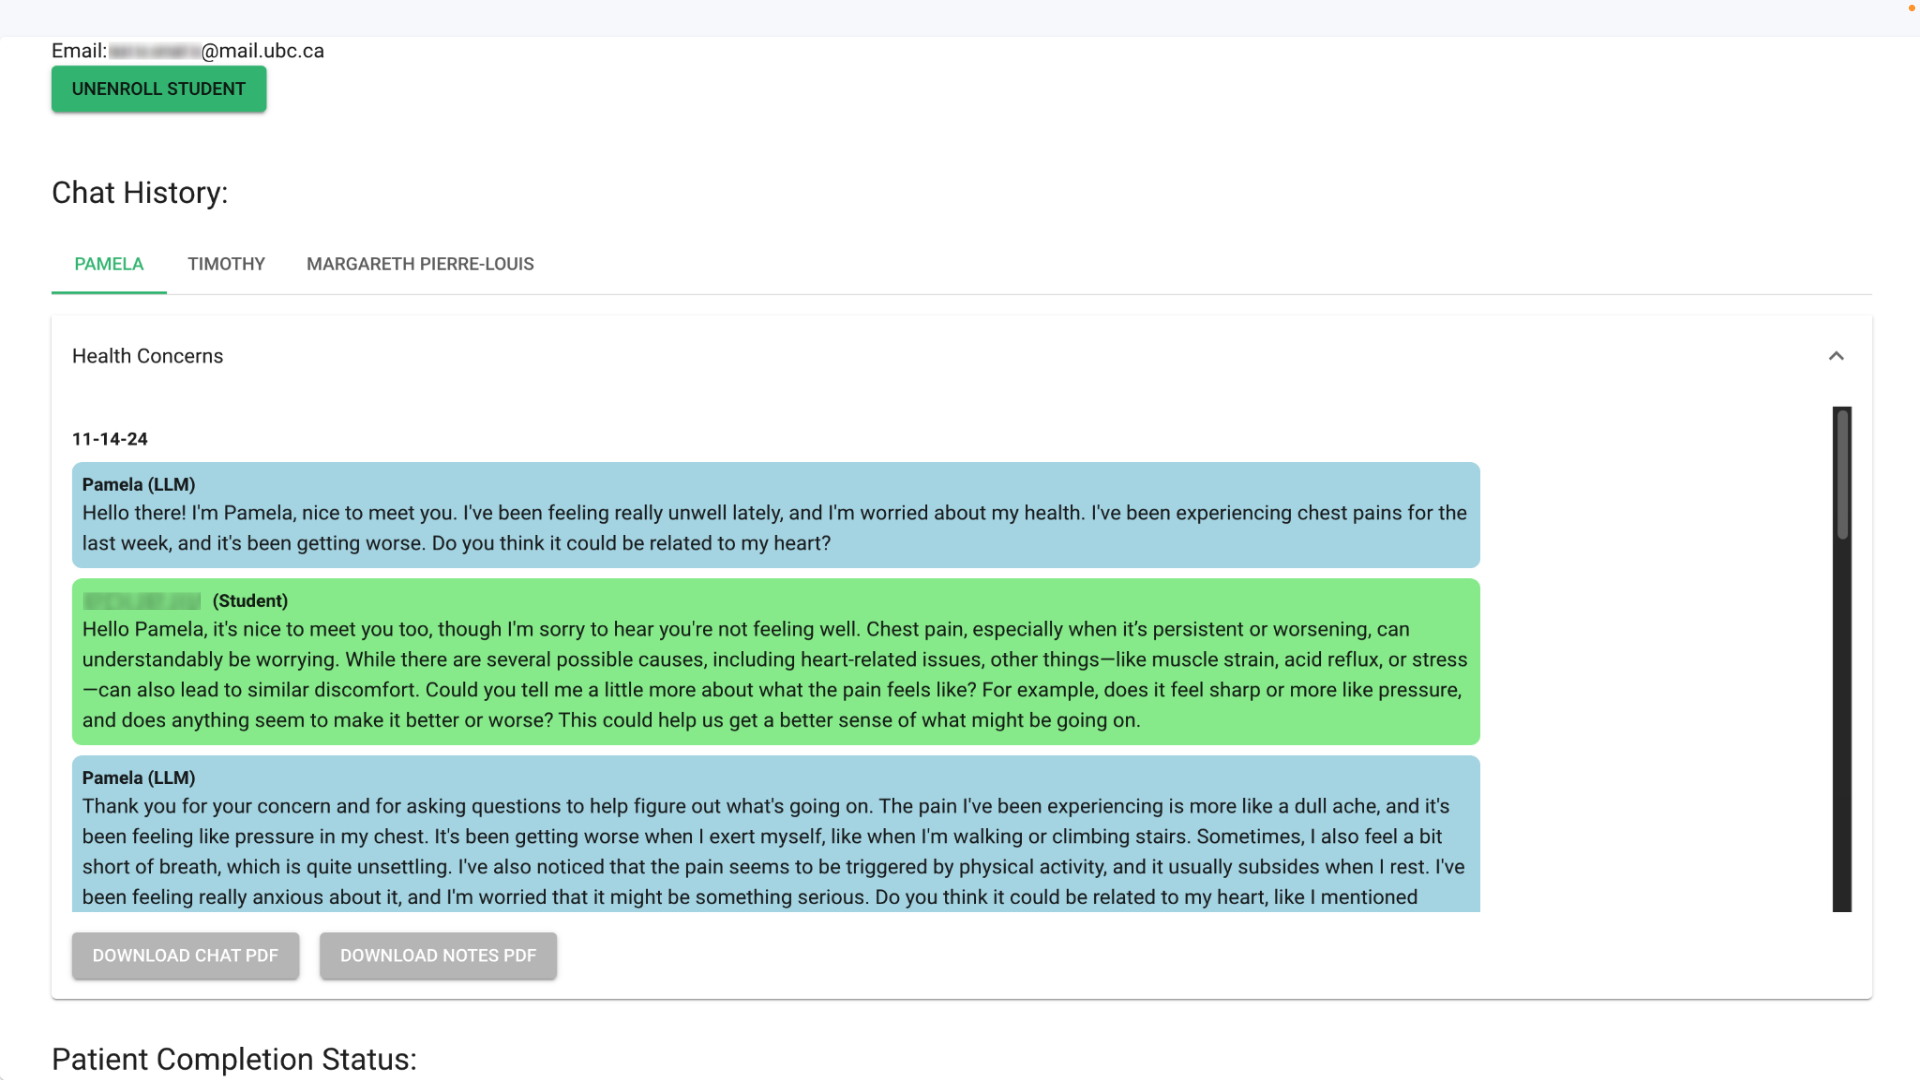 Email: @mail.ubc.ca
UNENROLL STUDENT
Chat History:
PAMELA TIMOTHY MARGARETH PIERRE-LOUIS
Health Concerns
11-14-24
Pamela (LLM)
Hello there! I'm Pamela, nice to meet you. I've been feeling really unwell lately, and I'm worried about my health. I've been experiencing chest pains for the
last week, and it's been getting worse. Do you think it could be related to my heart?
(Student)
Hello Pamela, it's nice to meet you too, though I'm sorry to hear you're not feeling well. Chest pain, especially when it’s persistent or worsening, can
understandably be worrying. While there are several possible causes, including heart-related issues, other things—like muscle strain, acid reflux, or stress
—can also lead to similar discomfort. Could you tell me a little more about what the pain feels like? For example, does it feel sharp or more like pressure,
and does anything seem to make it better or worse? This could help us get a better sense of what might be going on.
Pamela (LLM)
Thank you for your concern and for asking questions to help figure out what's going on. The pain I've been experiencing is more like a dull ache, and it's
been feeling like pressure in my chest. It's been getting worse when I exert myself, like when I'm walking or climbing stairs. Sometimes, I also feel a bit
short of breath, which is quite unsettling. I've also noticed that the pain seems to be triggered by physical activity, and it usually subsides when I rest. I've
been feeling really anxious about it, and I'm worried that it might be something serious. Do you think it could be related to my heart, like I mentioned
DOWNLOAD CHAT PDF DOWNLOAD NOTES PDF
Patient Completion Status: